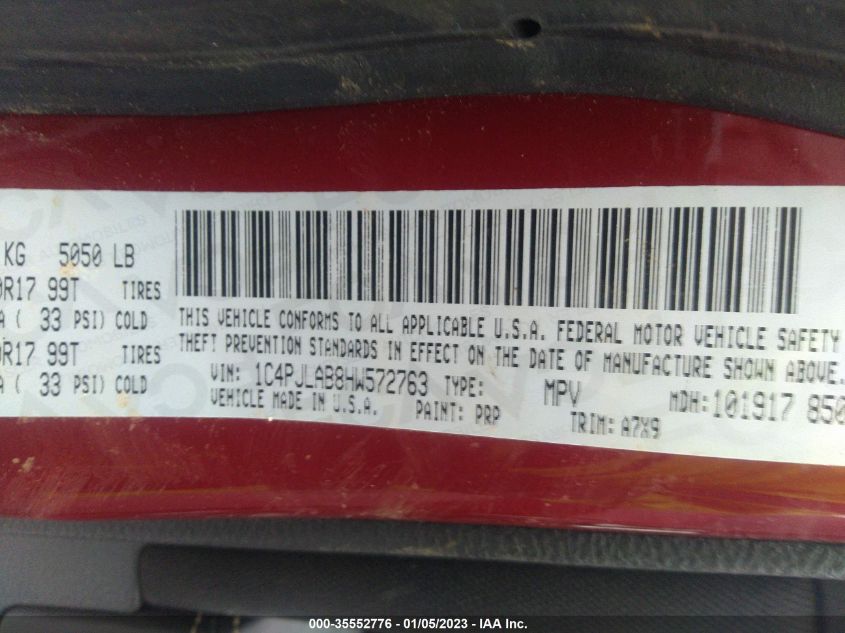 KG 5050 LB
0R17 99T TIRES
A ( 33 PSI) COLD
0R17 99T TIRES
A ( 33 PSI) COLD
THIS VEHICLE CONFORMS TO ALL APPLICABLE U.S.A. FEDERAL MOTOR VEHICLE SAFETY
THEFT PREVENTION STANDARDS IN EFFECT ON THE DATE OF MANUFACTURE SHOWN ABOVE.
VIN: 1C4PJLAB8HW572763 TYPE: MPV MDH: 101917 850
VEHICLE MADE IN U.S.A. PAINT: PRP TRIM: A7X9
000-35552776 - 01/05/2023 - IAA Inc.